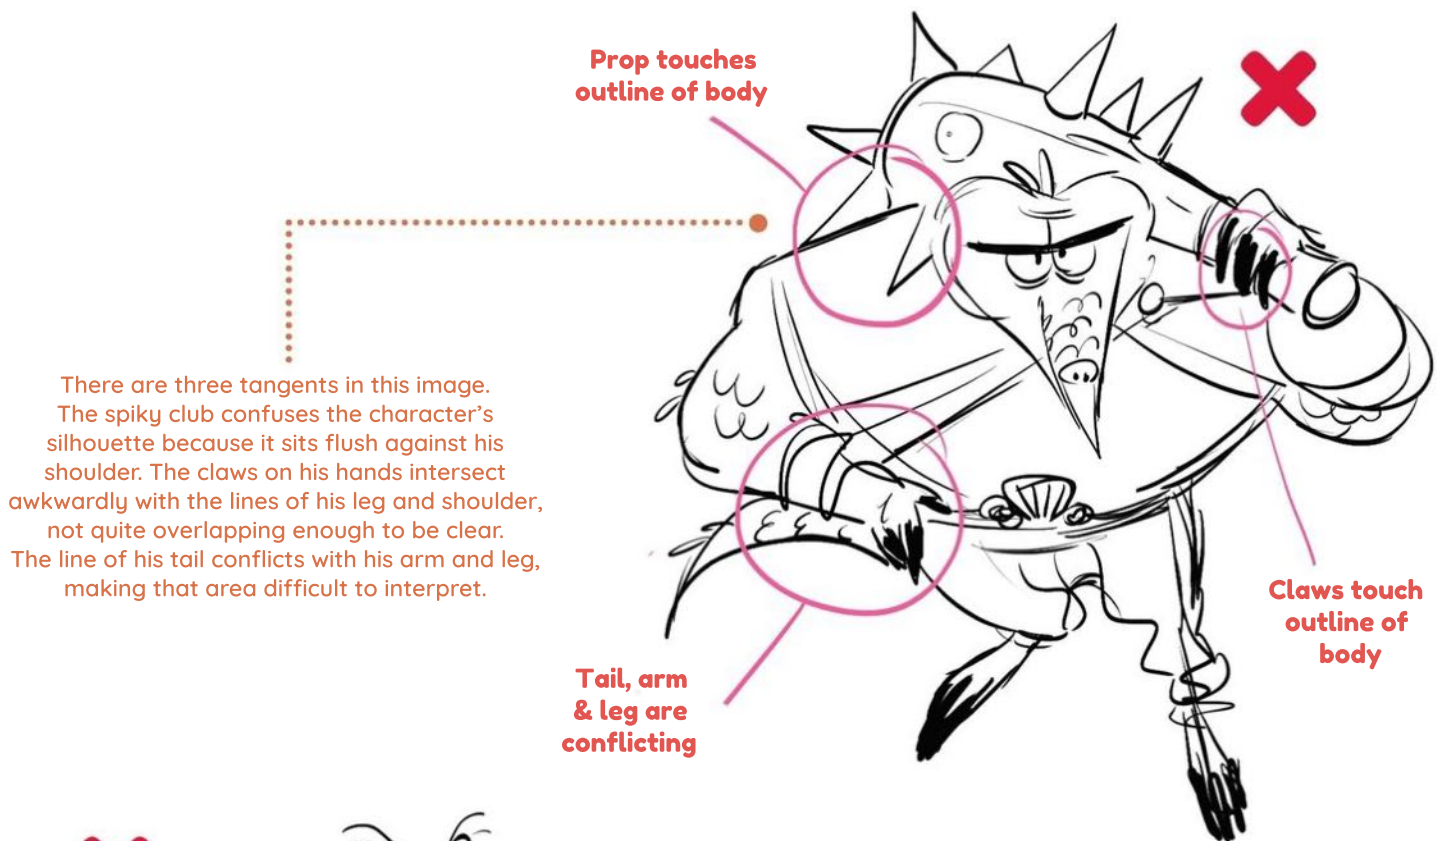 Prop touches
outline of body
There are three tangents in this image.
The spiky club confuses the character’s
silhouette because it sits flush against his
shoulder. The claws on his hands intersect
awkwardly with the lines of his leg and shoulder,
not quite overlapping enough to be clear.
The line of his tail conflicts with his arm and leg,
making that area difficult to interpret.
Claws touch
outline of
body
Tail, arm
& leg are
conflicting